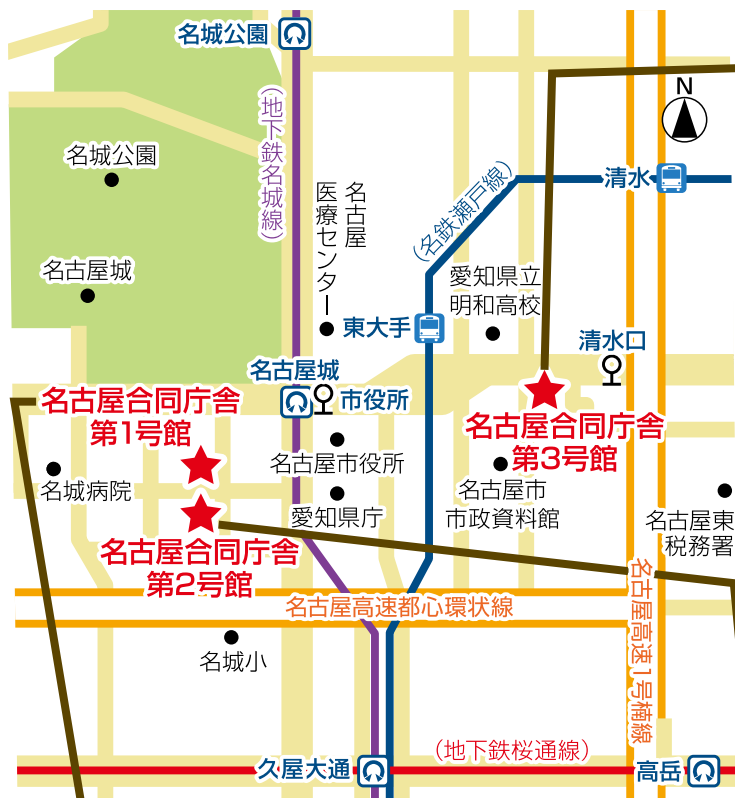 名城公園
N
(地下鉄名城線)
名城公園
名古屋
医療センター
清水
(名鉄瀬戸線)
名古屋城
愛知県立
明和高校
東大手
清水口
名古屋城
市役所
名古屋合同庁舎
第1号館
名古屋合同庁舎
第3号館
名古屋市役所
名城病院
名古屋市
市政資料館
愛知県庁
名古屋東
税務署
名古屋合同庁舎
第2号館
名古屋高速都心環状線
名古屋高速1号楠線
名城小
(地下鉄桜通線)
久屋大通
高岳